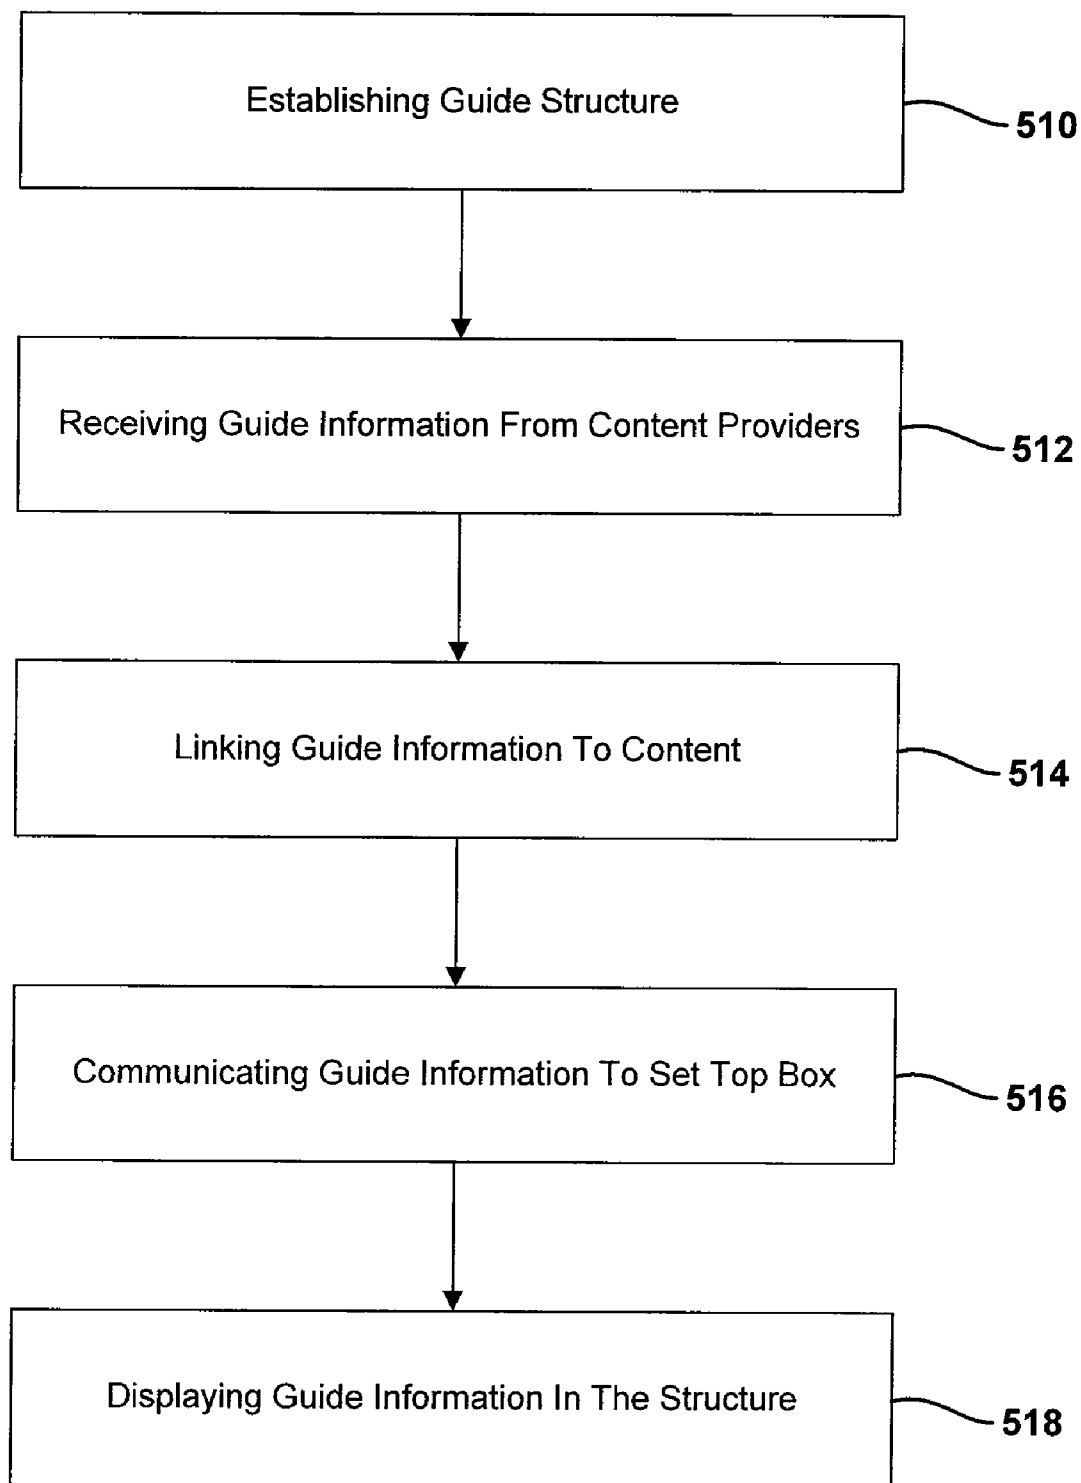 Establishing Guide Structure
510
Receiving Guide Information From Content Providers
512
Linking Guide Information To Content
514
Communicating Guide Information To Set Top Box
516
Displaying Guide Information In The Structure
518